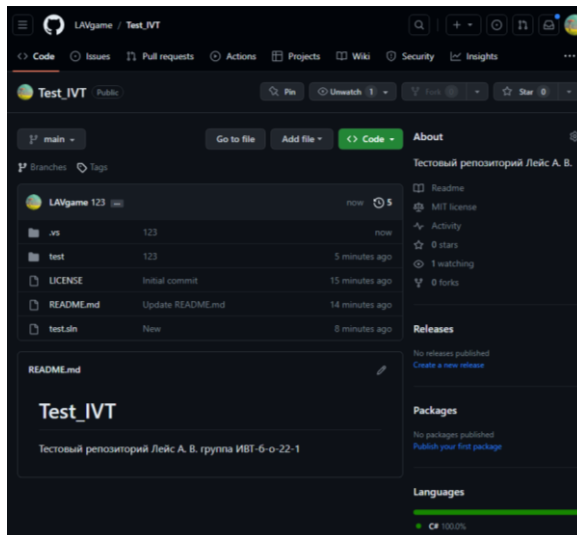 LAVgame / Test_IVT
Code Issues Pull requests Actions Projects Wiki Security Insights
Test_IVT Public Pin Unwatch 1 Fork 0 Star 0
main Go to file Add file Code
Branches Tags
LAVgame 123 now 5
.vs 123 now
test 123 5 minutes ago
LICENSE Initial commit 15 minutes ago
README.md Update README.md 14 minutes ago
test.sln New 8 minutes ago
README.md
Test_IVT
Тестовый репозиторий Лейс А. В. группа ИВТ-б-о-22-1
About
Тестовый репозиторий Лейс А. В.
Readme
MIT license
Activity
0 stars
1 watching
0 forks
Releases
No releases published
Create a new release
Packages
No packages published
Publish your first package
Languages
C# 100.0%